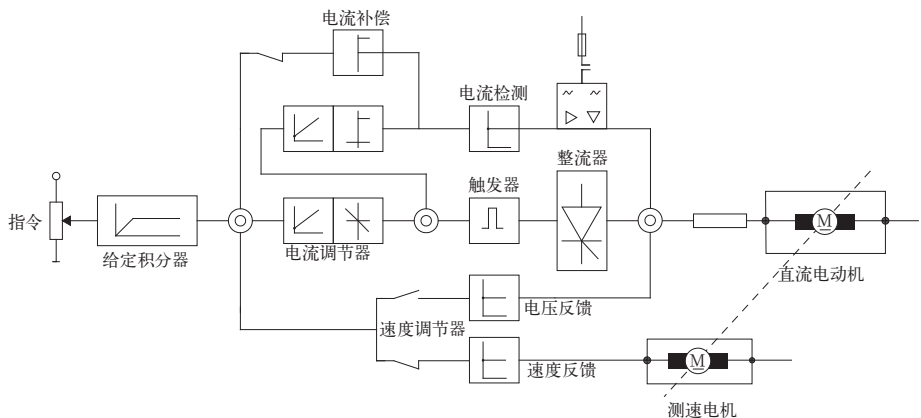 电流补偿
电流检测
整流器
触发器
指令
M
给定积分器
电流调节器
直流电动机
电压反馈
速度调节器
M
速度反馈
测速电机